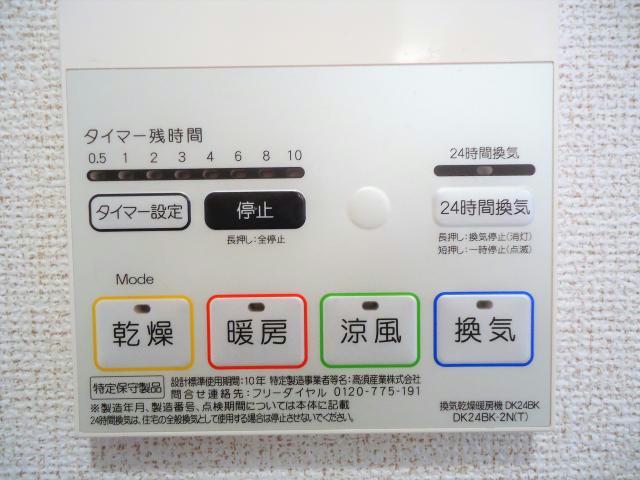 タイマー残時間
0.5 1 2 3 4 6 8 10
24時間換気
タイマー設定
停止
24時間換気
長押し:全停止
長押し:換気停止(消灯)
短押し:一時停止(点滅)
Mode
乾燥
暖房
涼風
換気
特定保守製品
設計標準使用期間:10年 特定製造事業者等名:高須産業株式会社
問合せ連絡先:フリーダイヤル 0120-775-191
※製造年月、製造番号、点検期間については本体に記載
24時間換気は、住宅の全般換気として使用する場合は停止させないでください。
換気乾燥暖房機 DK24BK
DK24BK-2N(T)